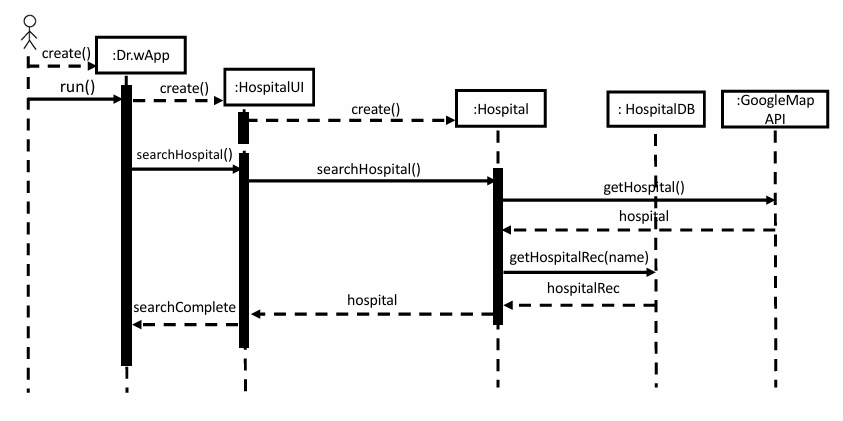 create()
:Dr.wApp
run()
create()
:HospitalUI
create()
:Hospital
: HospitalDB
:GoogleMap
API
searchHospital()
searchHospital()
getHospital()
hospital
getHospitalRec(name)
hospitalRec
hospital
searchComplete